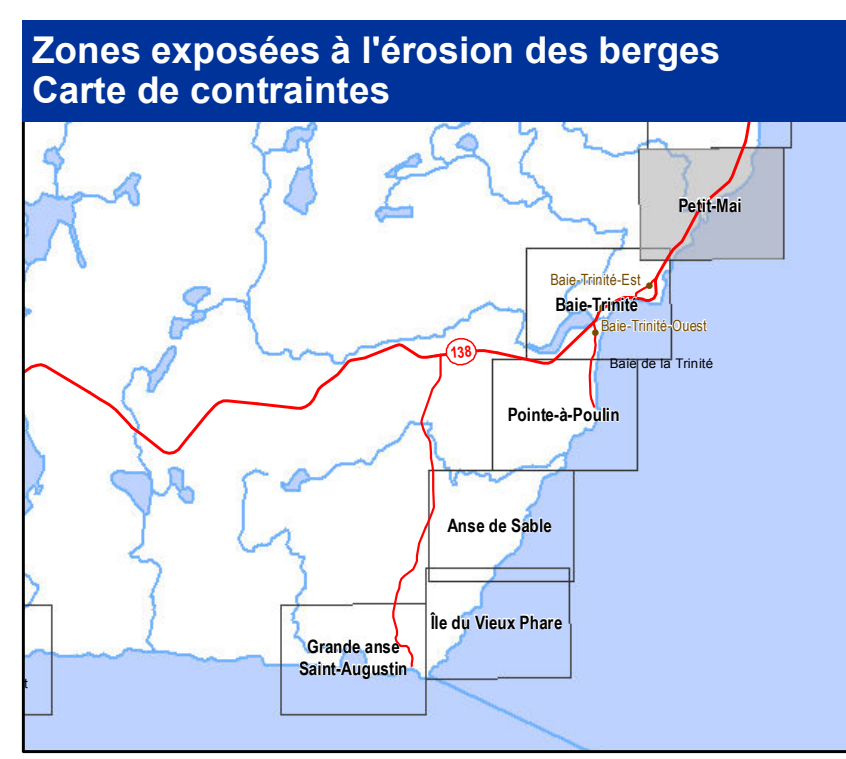 Zones exposées à l'érosion des berges
Carte de contraintes
Petit-Mai
Baie-Trinité-Est
Baie-Trinité
Baie-Trinité-Ouest
138
Baie de la Trinité
Pointe-à-Poulin
Anse de Sable
Île du Vieux Phare
Grande anse
Saint-Augustin
t